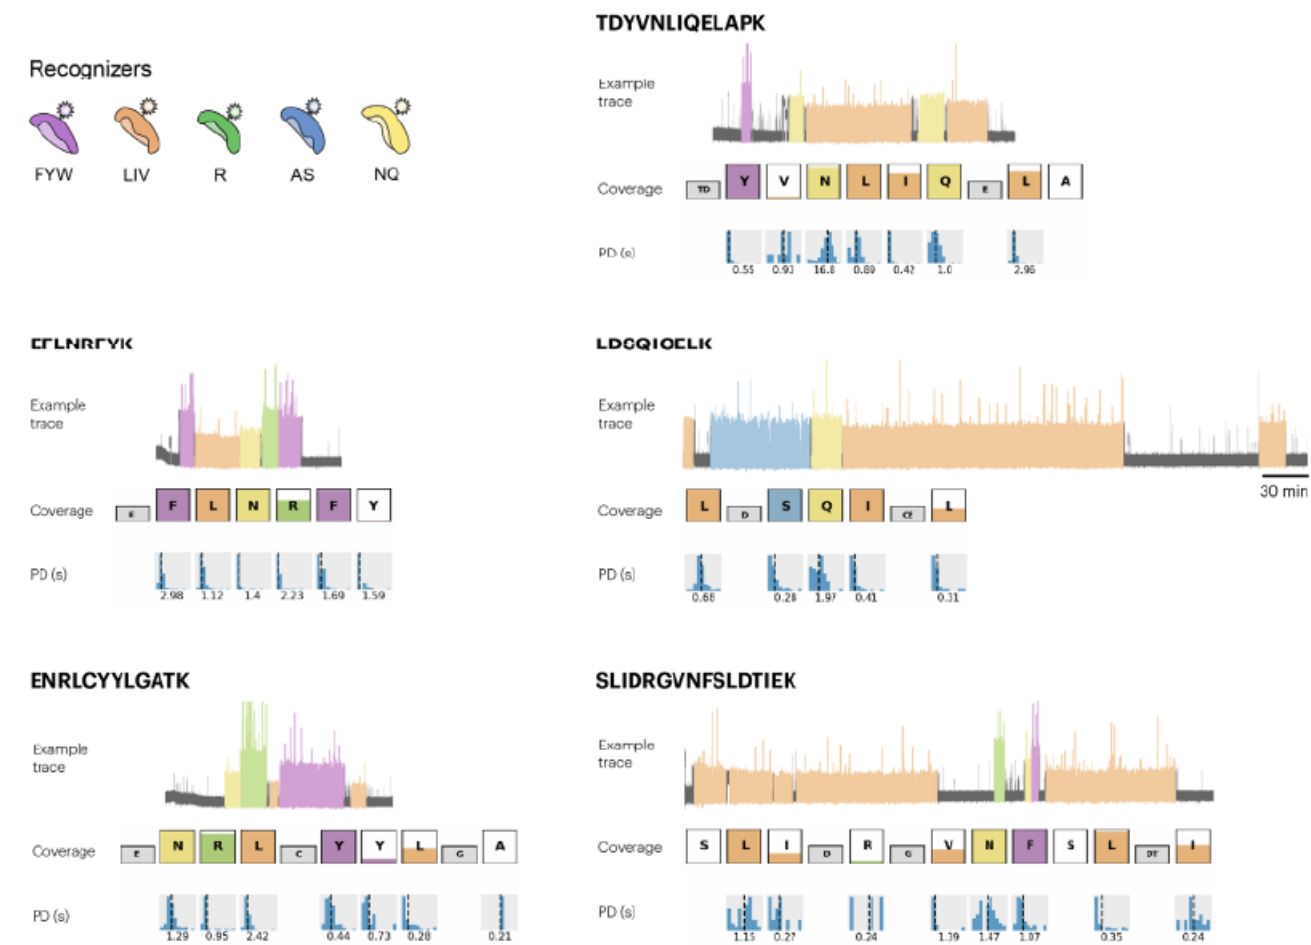 TDYVNLIQELAPK
Recognizers
FYW LIV R AS NQ
Example
trace
Coverage TD Y V N L I Q E L A
PD (s)
0.55 0.93 16.8 0.89 0.42 1.0 2.95
Example
trace
Coverage E F L N R F Y
PD (s)
2.98 1.12 1.4 2.23 1.69 1.59
Example
trace
30 min
Coverage L D S Q I CE L
PD (s)
0.68 0.28 1.97 0.41 0.31
ENRLCYYLGATK
Example
trace
Coverage E N R L C Y Y L G A
PD (s)
1.29 0.95 2.42 0.44 0.73 0.28 0.21
SLIDRGVNFSLDTIEK
Example
trace
Coverage S L I D R G V N F S L DT I
PD (s)
1.15 0.27 0.24 1.39 1.47 1.07 0.35 0.24